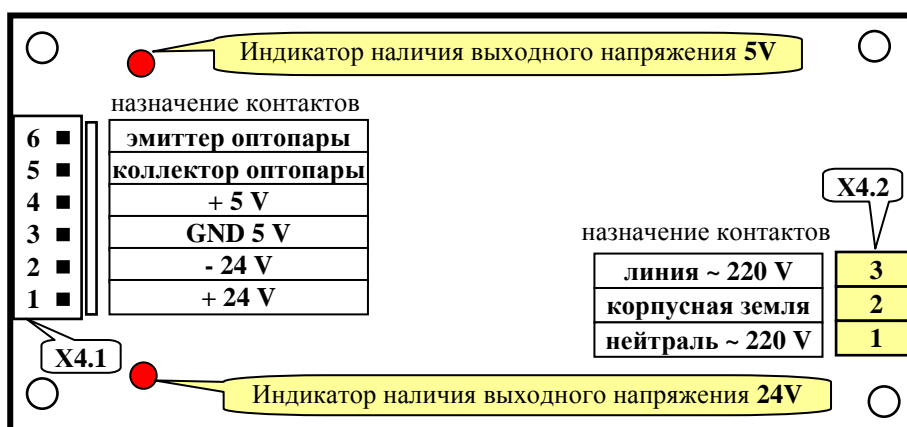 Индикатор наличия выходного напряжения 5V
назначение контактов
6 эмиттер оптопары
5 коллектор оптопары
4 + 5 V
3 GND 5 V
2 - 24 V
1 + 24 V
X4.1
X4.2
назначение контактов
линия ~ 220 V 3
корпусная земля 2
нейтраль ~ 220 V 1
Индикатор наличия выходного напряжения 24V